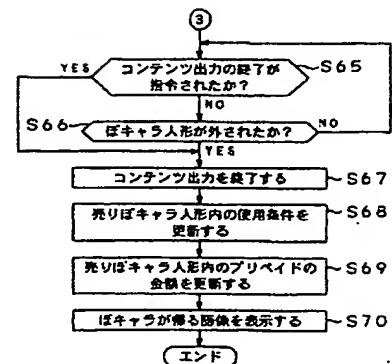 3
コンテンツ出力の終了が
指令されたか?
S65
YES
NO
S66
ぽキャラ人形が外されたか?
NO
YES
コンテンツ出力を終了する
S67
売りぽキャラ人形内の使用条件を
更新する
S68
売りぽキャラ人形内のプリペイドの
金額を更新する
S69
ぽキャラが帰る画像を表示する
S70
エンド